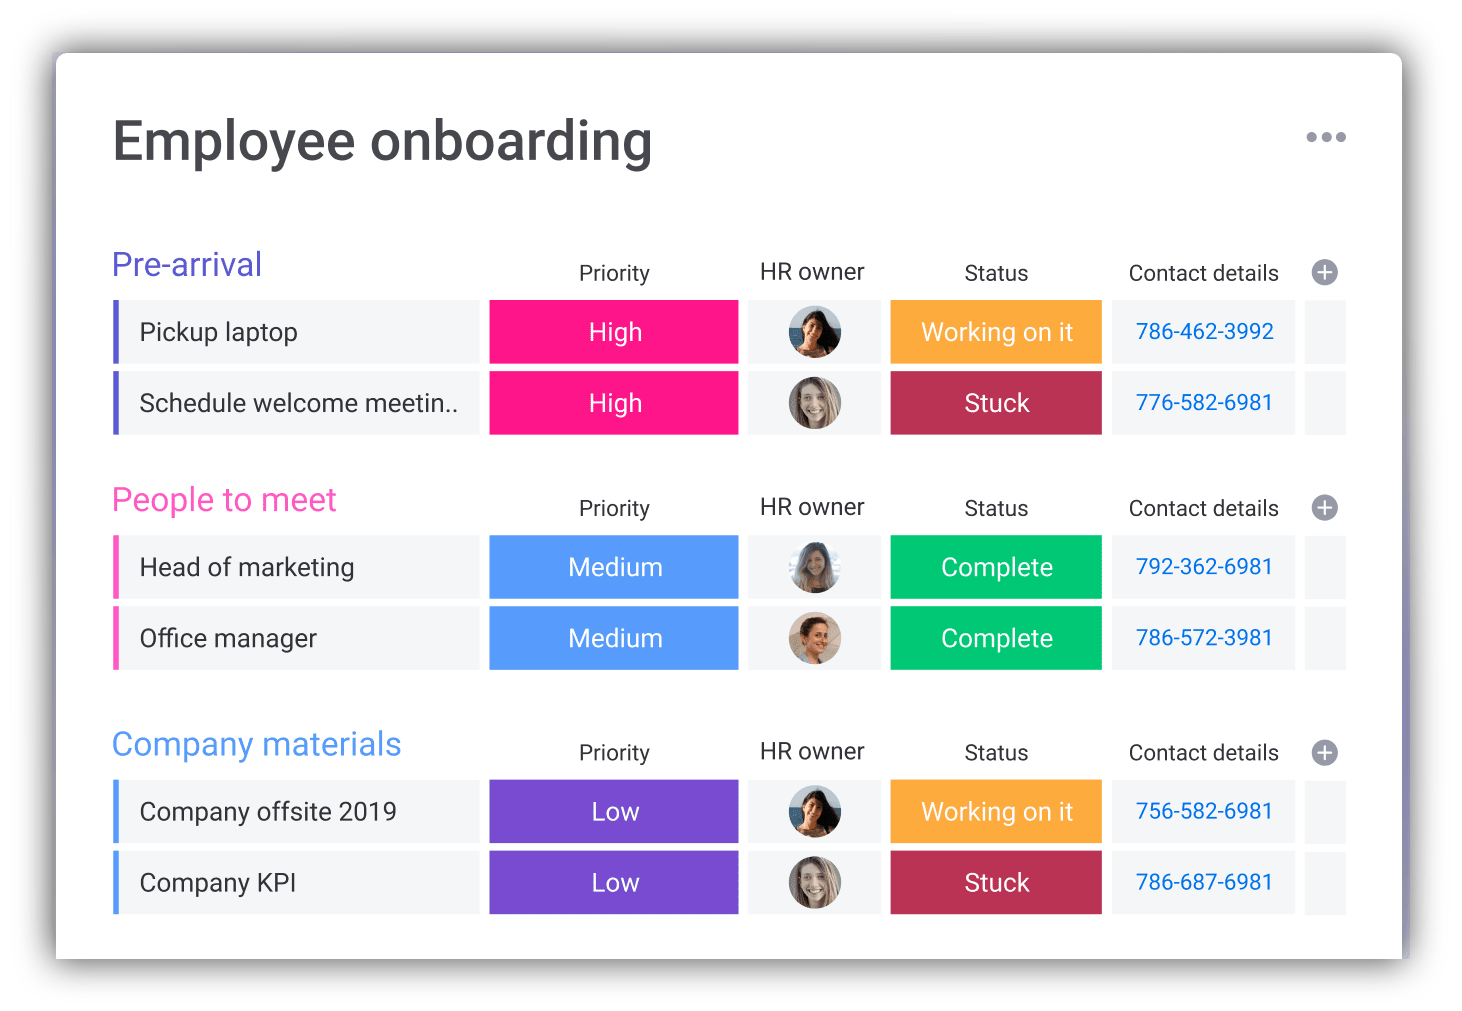 Employee onboarding
Pre-arrival Priority HR owner Status Contact details
Pickup laptop High Working on it 786-462-3992
Schedule welcome meetin.. High Stuck 776-582-6981
People to meet Priority HR owner Status Contact details
Head of marketing Medium Complete 792-362-6981
Office manager Medium Complete 786-572-3981
Company materials Priority HR owner Status Contact details
Company offsite 2019 Low Working on it 756-582-6981
Company KPI Low Stuck 786-687-6981